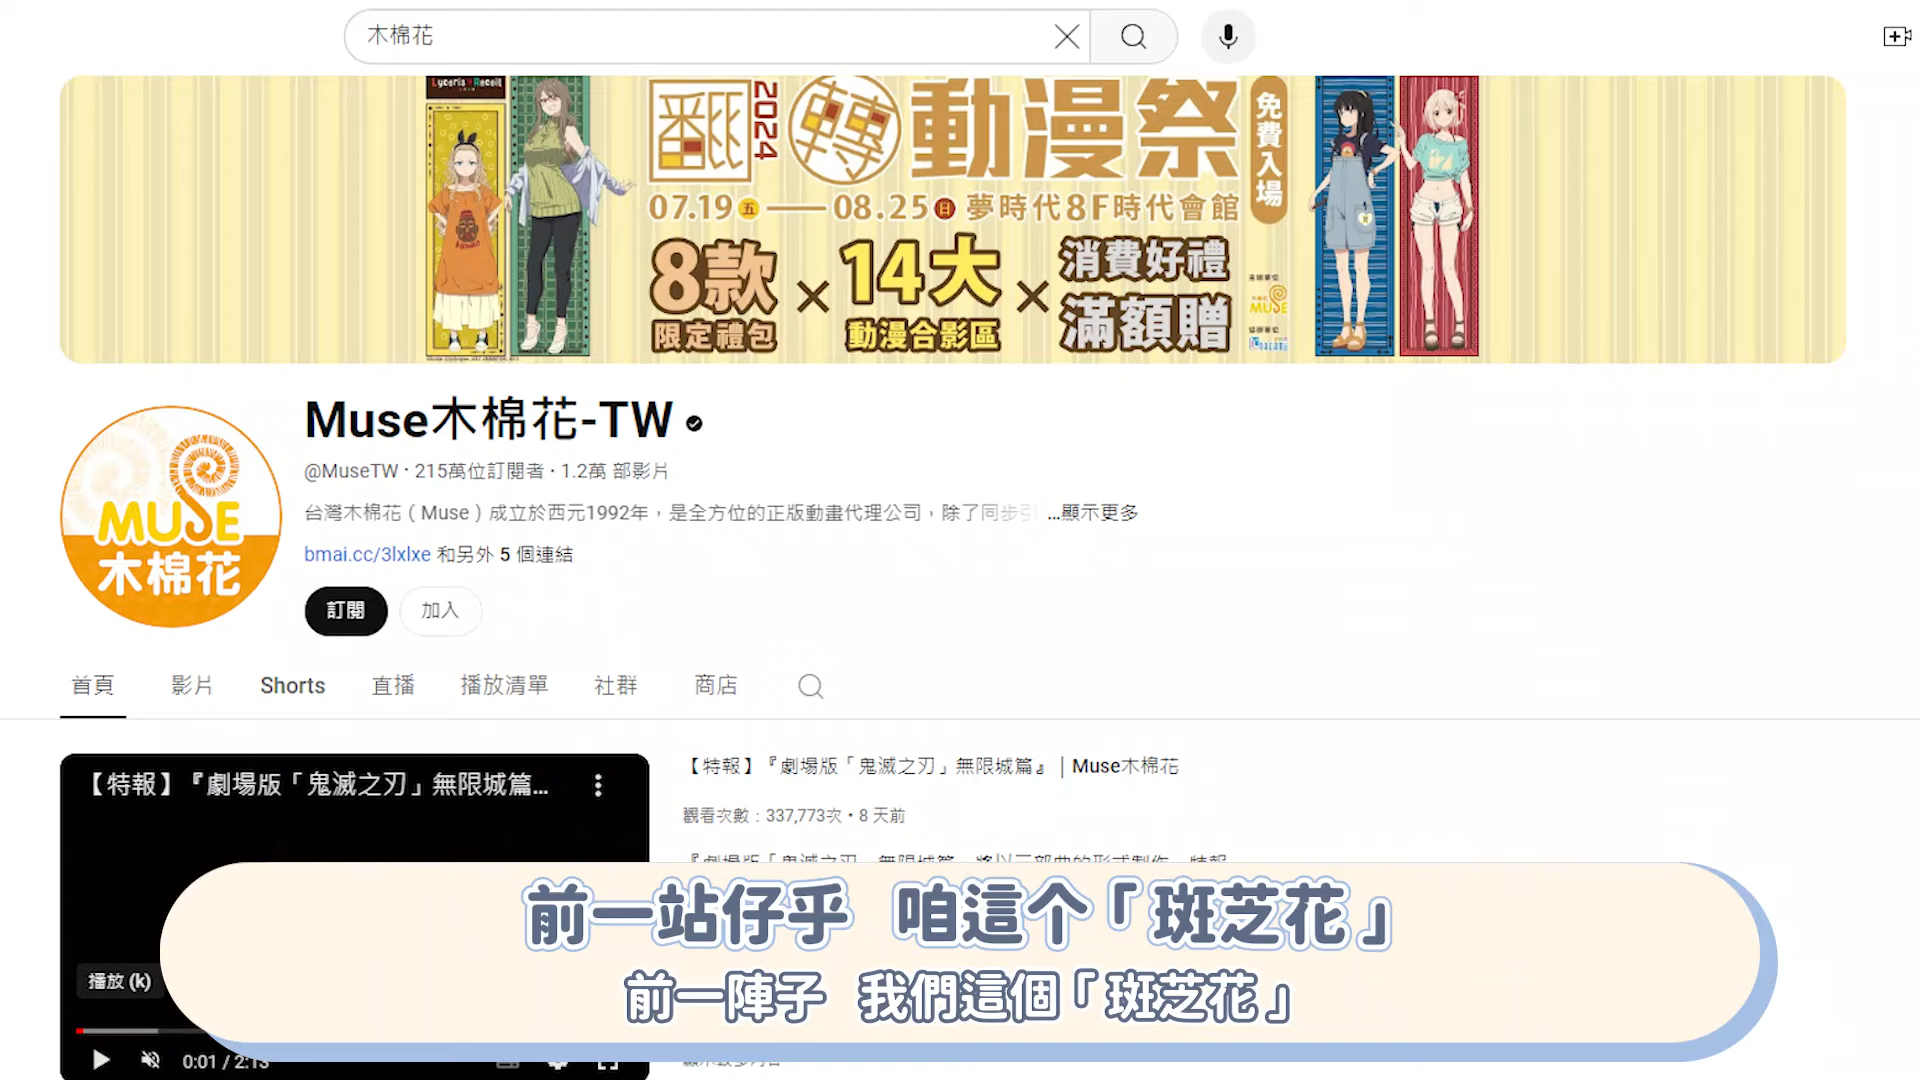 木棉花
Lycoris Recoil
翻轉動漫祭
2024
免費入場
07.19 五 — 08.25 日 夢時代8F時代會館
8款 × 14大 × 消費好禮
限定禮包 動漫合影區 滿額贈
MUSE
Muse木棉花-TW
@MuseTW · 215萬位訂閱者 · 1.2萬 部影片
台灣木棉花 ( Muse ) 成立於西元1992年，是全方位的正版動畫代理公司，除了同步引 ...顯示更多
bmai.cc/3lxlxe 和另外 5 個連結
MUSE
木棉花
訂閱 加入
首頁 影片 Shorts 直播 播放清單 社群 商店
【特報】『劇場版「鬼滅之刃」無限城篇...
【特報】『劇場版「鬼滅之刃」無限城篇』｜Muse木棉花
觀看次數：337,773次 · 8 天前
前一站仔乎 咱這个「斑芝花」
前一陣子 我們這個「斑芝花」
播放 (k)
0:01 / 2:13